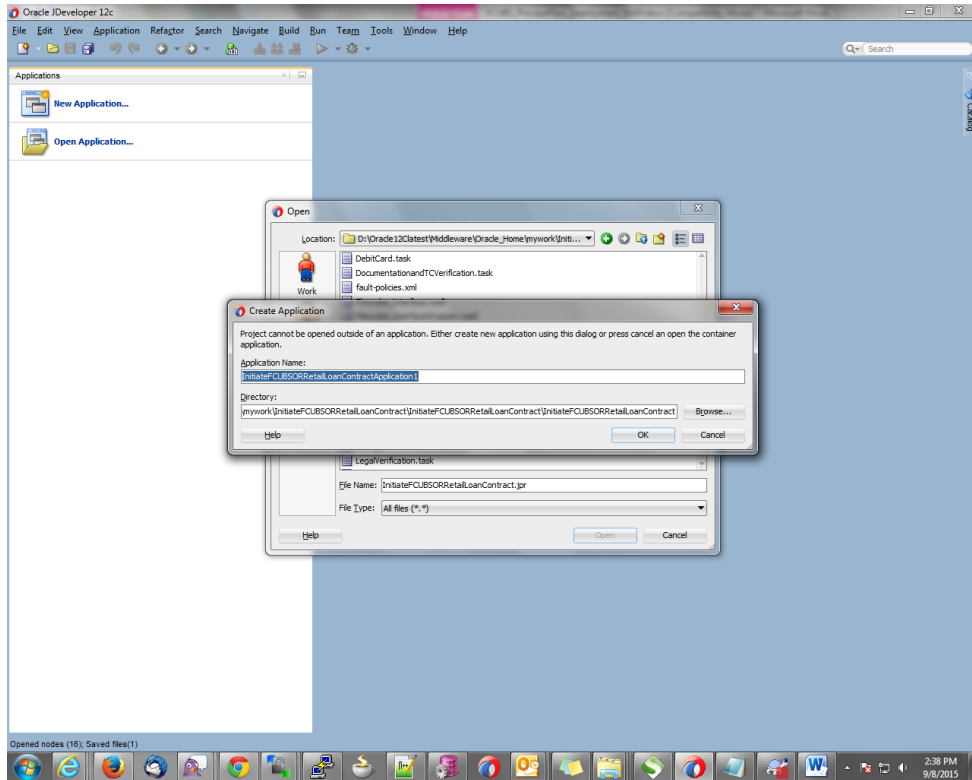 Oracle JDeveloper 12c
File Edit View Application Refactor Search Navigate Build Run Team Tools Window Help
Search
Applications
New Application...
Open Application...
Catalog
Open
Location: D:\Oracle12Clatest\Middleware\Oracle_Home\mywork\Initi...
Work
DebitCard.task
DocumentationandTCVerification.task
fault-policies.xml
Create Application
Project cannot be opened outside of an application. Either create new application using this dialog or press cancel an open the container
application.
Application Name:
InitiateFCUBSORRetailLoanContractApplication1
Directory:
mywork\InitiateFCUBSORRetailLoanContract\InitiateFCUBSORRetailLoanContract\InitiateFCUBSORRetailLoanContract Browse...
Help OK Cancel
LegalVerification.task
File Name: InitiateFCUBSORRetailLoanContract.jpr
File Type: All files (*.*)
Help Open Cancel
Opened nodes (16); Saved files(1)
2:38 PM
9/8/2015